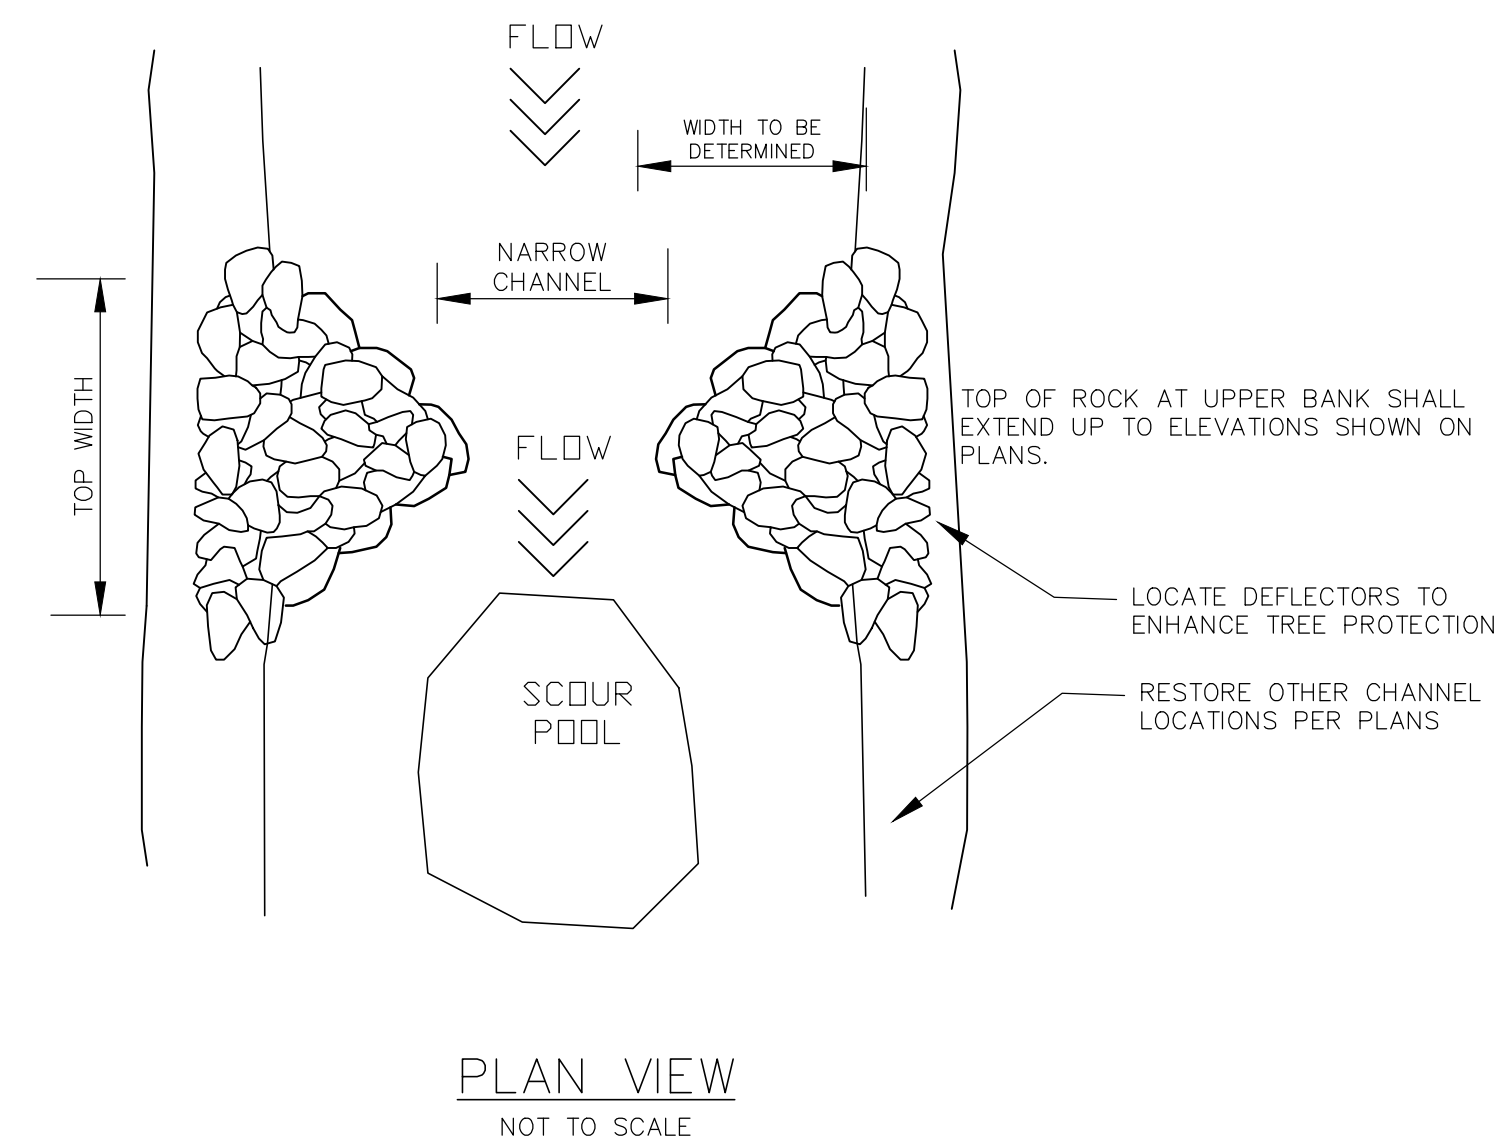 FLOW
WIDTH TO BE
DETERMINED
NARROW
CHANNEL
TOP WIDTH
TOP OF ROCK AT UPPER BANK SHALL
EXTEND UP TO ELEVATIONS SHOWN ON
PLANS.
FLOW
LOCATE DEFLECTORS TO
ENHANCE TREE PROTECTION
SCOUR
POOL
RESTORE OTHER CHANNEL
LOCATIONS PER PLANS
PLAN VIEW
NOT TO SCALE